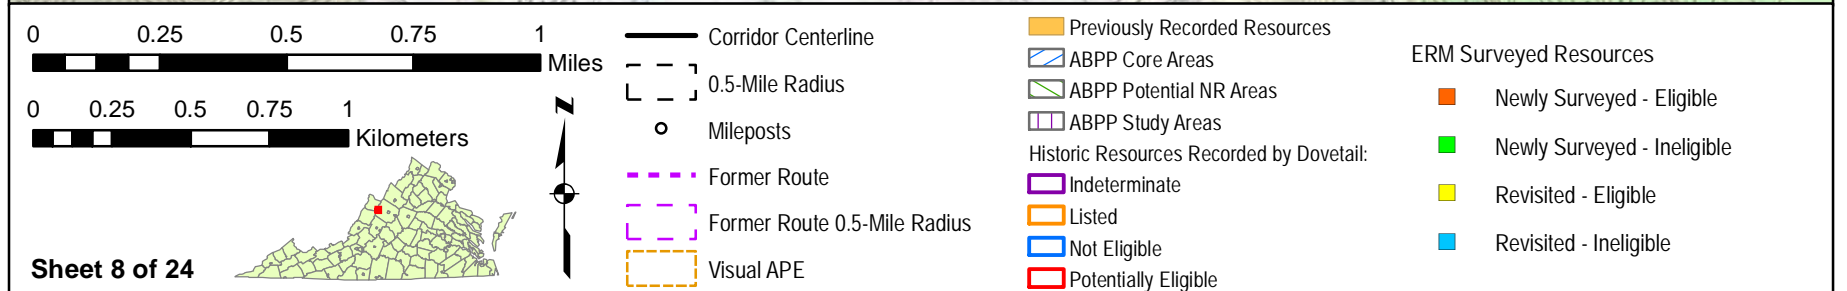 0 0.25 0.5 0.75 1
Miles
0 0.25 0.5 0.75 1
Kilometers
Sheet 8 of 24
N
Corridor Centerline
0.5-Mile Radius
Mileposts
Former Route
Former Route 0.5-Mile Radius
Visual APE
Previously Recorded Resources
ABPP Core Areas
ABPP Potential NR Areas
ABPP Study Areas
Historic Resources Recorded by Dovetail:
Indeterminate
Listed
Not Eligible
Potentially Eligible
ERM Surveyed Resources
Newly Surveyed - Eligible
Newly Surveyed - Ineligible
Revisited - Eligible
Revisited - Ineligible